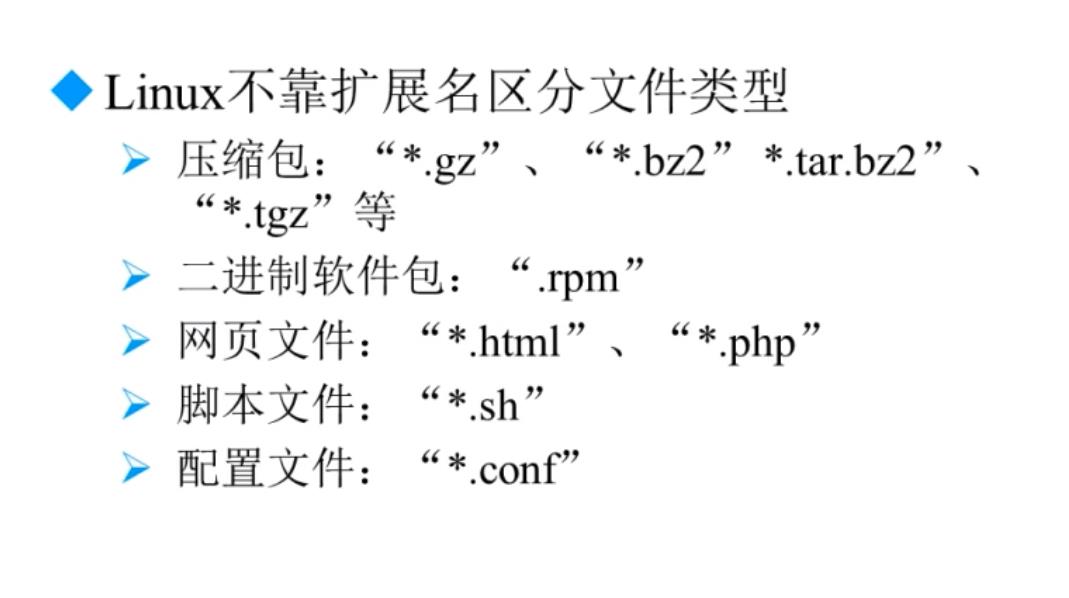 Linux不靠扩展名区分文件类型
压缩包：“*.gz”、“*.bz2” *.tar.bz2”、
“*.tgz”等
二进制软件包：“.rpm”
网页文件：“*.html”、“*.php”
脚本文件：“*.sh”
配置文件：“*.conf”